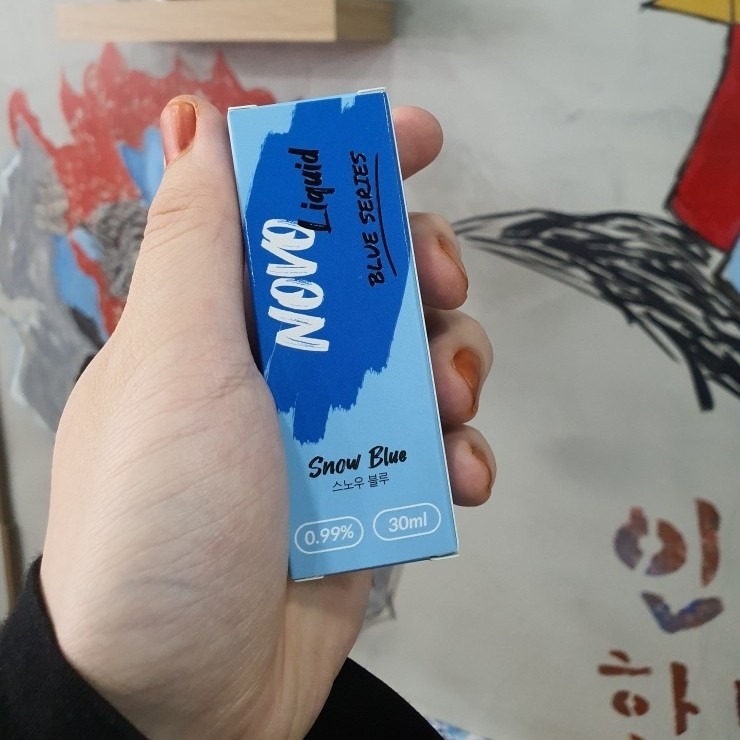 NOVO
Liquid
BLUE SERIES
Snow Blue
스노우 블루
0.99%
30ml